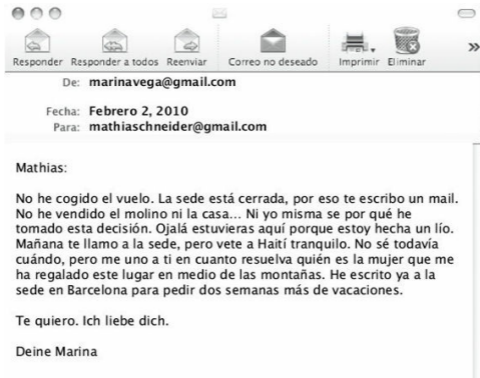 Responder Responder a todos Reenviar Correo no deseado Imprimir Eliminar
De: marinavega@gmail.com
Fecha: Febrero 2, 2010
Para: mathiaschneider@gmail.com
Mathias:
No he cogido el vuelo. La sede está cerrada, por eso te escribo un mail.
No he vendido el molino ni la casa... Ni yo misma se por qué he
tomado esta decisión. Ojalá estuvieras aquí porque estoy hecha un lío.
Mañana te llamo a la sede, pero vete a Haití tranquilo. No sé todavía
cuándo, pero me uno a ti en cuanto resuelva quién es la mujer que me
ha regalado este lugar en medio de las montañas. He escrito ya a la
sede en Barcelona para pedir dos semanas más de vacaciones.
Te quiero. Ich liebe dich.
Deine Marina